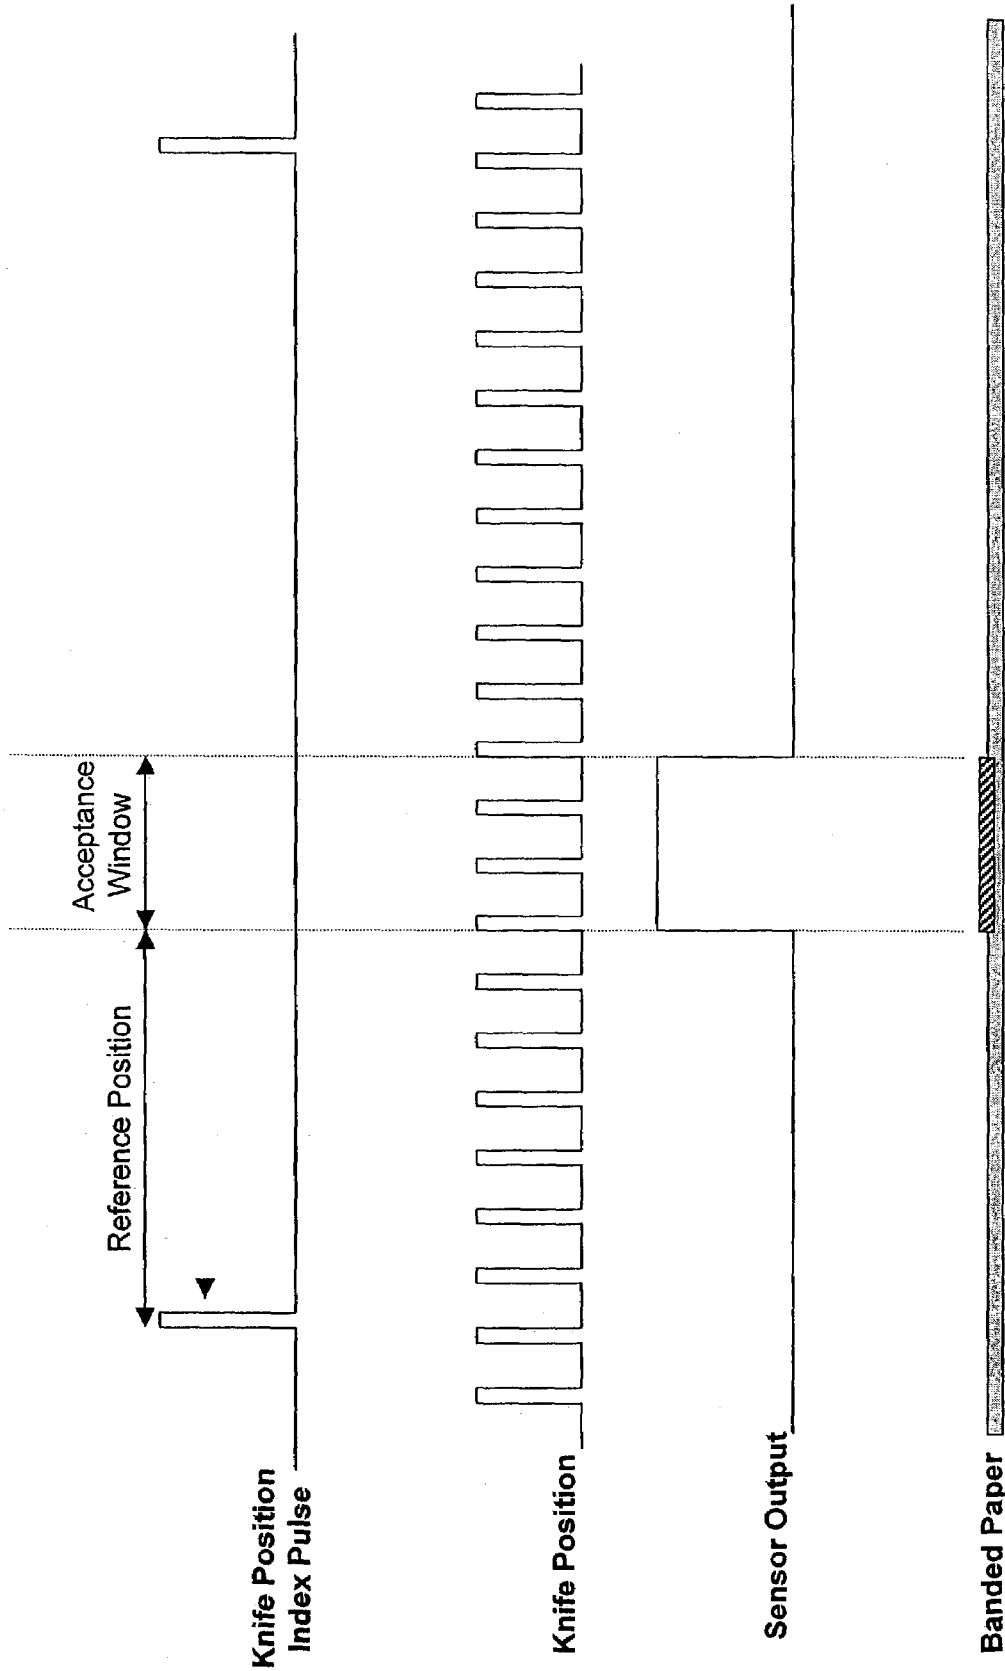 Reference Position
Acceptance
Window
Knife Position
Index Pulse
Knife Position
Sensor Output
Banded Paper